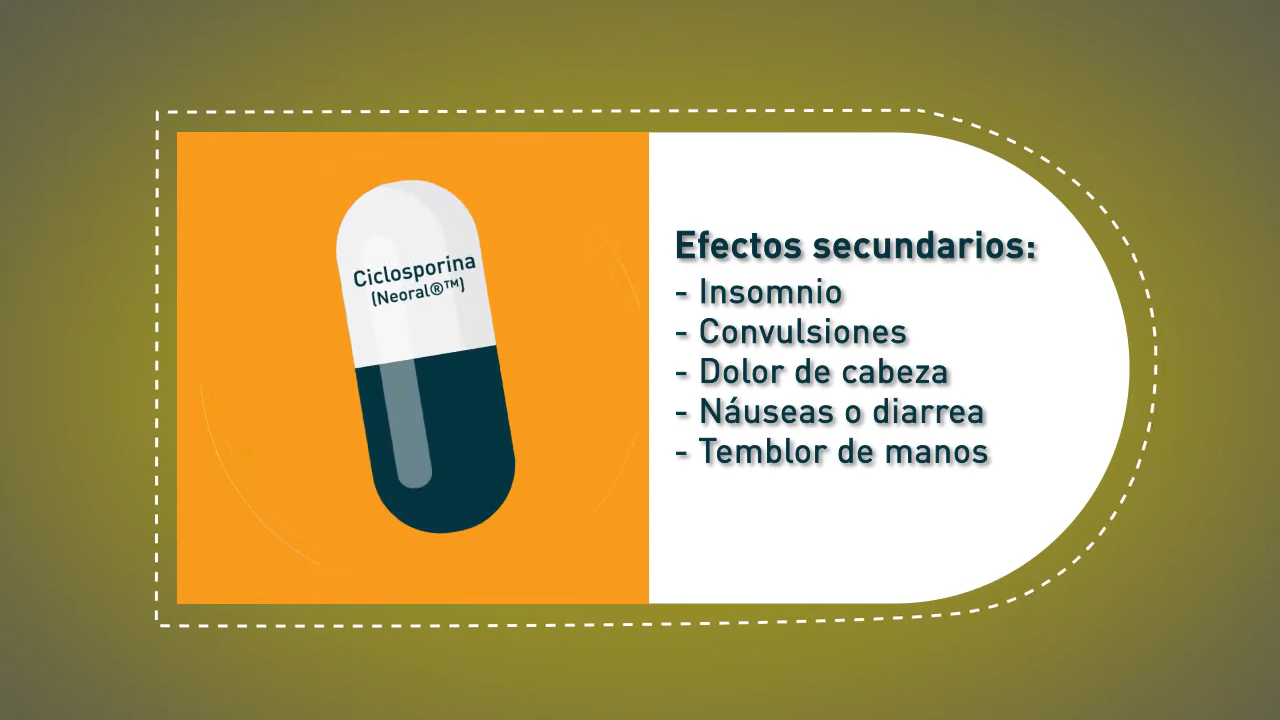 Ciclosporina
(Neoral®™)
Efectos secundarios:
- Insomnio
- Convulsiones
- Dolor de cabeza
- Náuseas o diarrea
- Temblor de manos